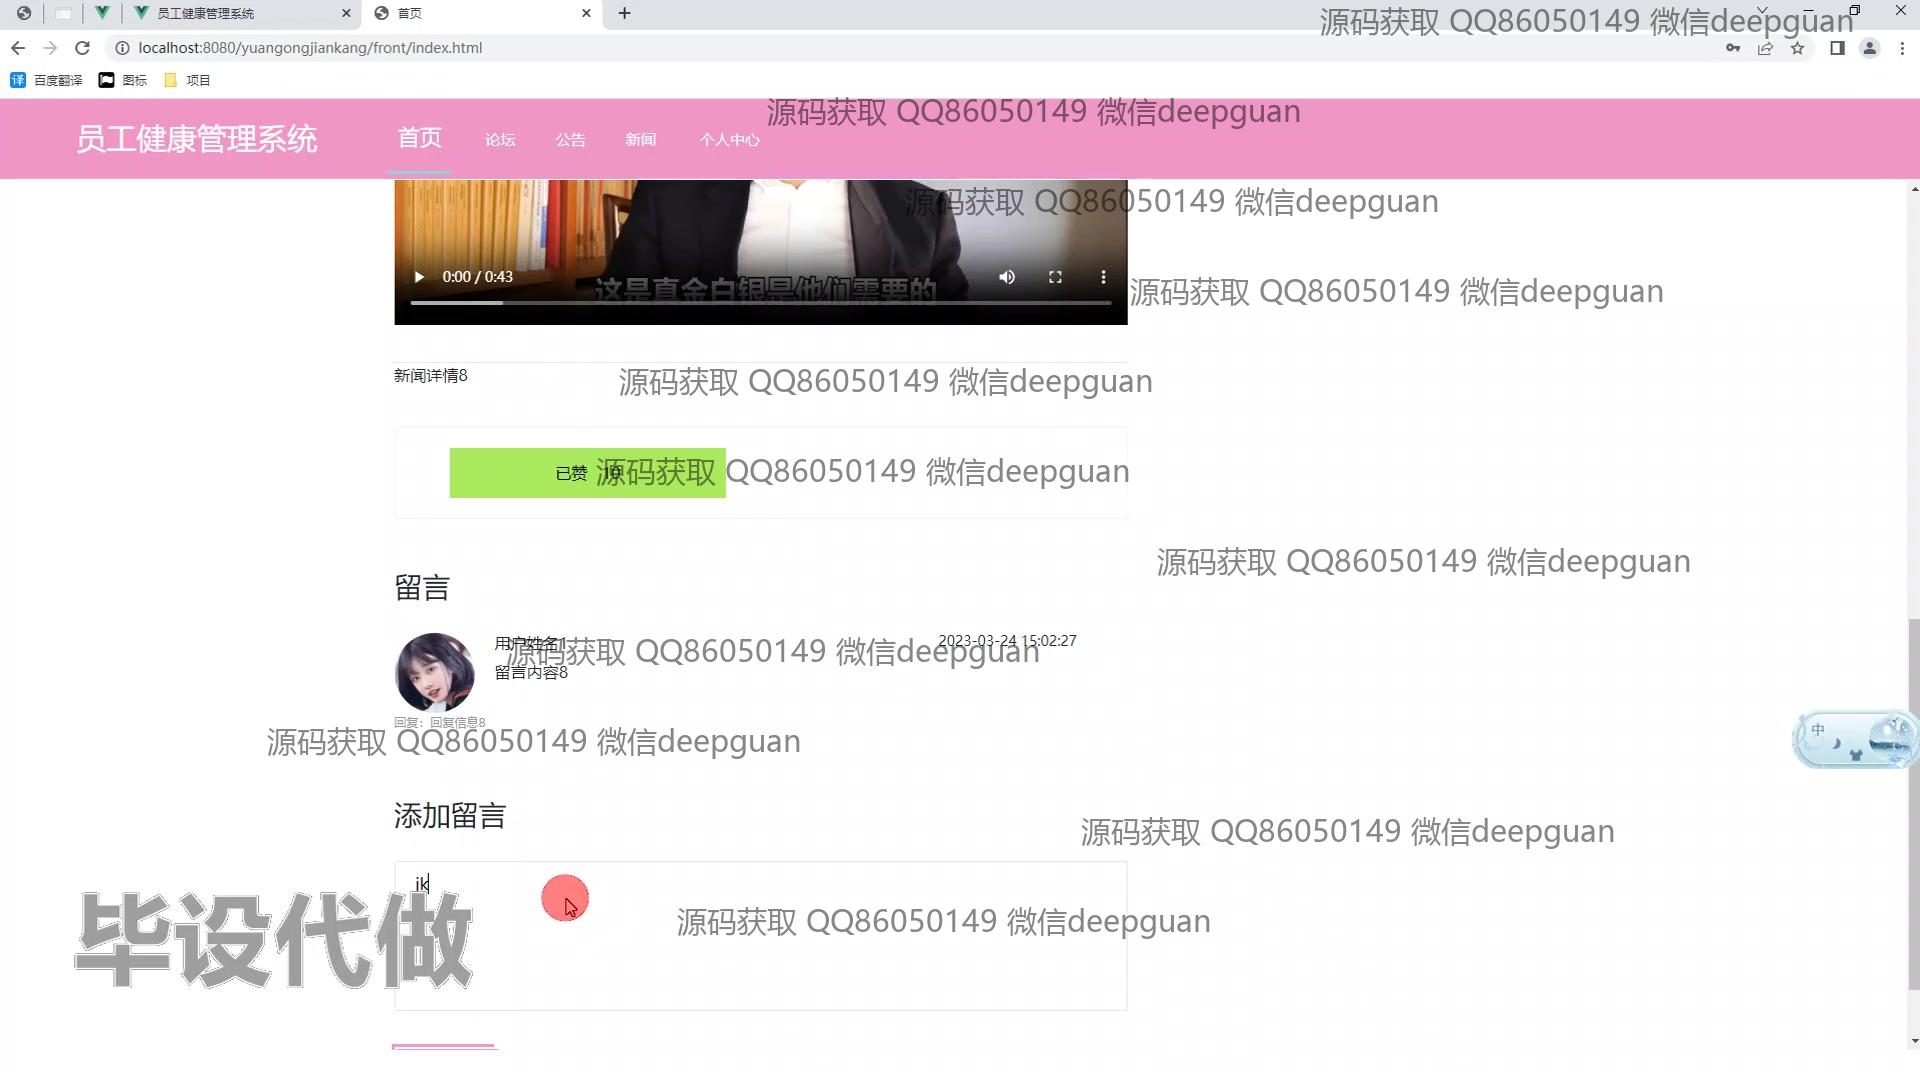 员工健康管理系统
首页
源码获取 QQ86050149 微信deepguan
localhost:8080/yuangongjiankang/front/index.html
译 百度翻译
图标
项目
源码获取 QQ86050149 微信deepguan
员工健康管理系统
首页
论坛
公告
新闻
个人中心
源码获取 QQ86050149 微信deepguan
0:00 / 0:43
这是真金白银是他们需要的
源码获取 QQ86050149 微信deepguan
新闻详情8
源码获取 QQ86050149 微信deepguan
已赞 10
源码获取 QQ86050149 微信deepguan
源码获取 QQ86050149 微信deepguan
留言
用户姓名1
2023-03-24 15:02:27
源码获取 QQ86050149 微信deepguan
留言内容8
回复：回复信息8
源码获取 QQ86050149 微信deepguan
中
添加留言
源码获取 QQ86050149 微信deepguan
ik
源码获取 QQ86050149 微信deepguan
毕设代做